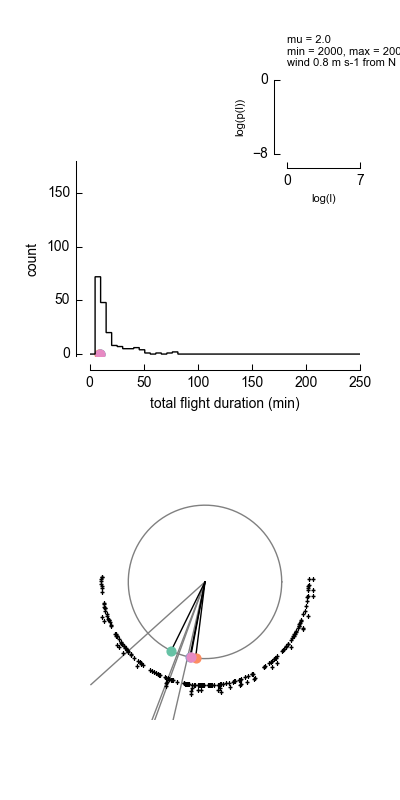 mu = 2.0
min = 2000, max = 200
wind 0.8 m s-1 from N
0
log(p(l))
−8
0 7
log(l)
150
100
count
50
0
0 50 100 150 200 250
total flight duration (min)